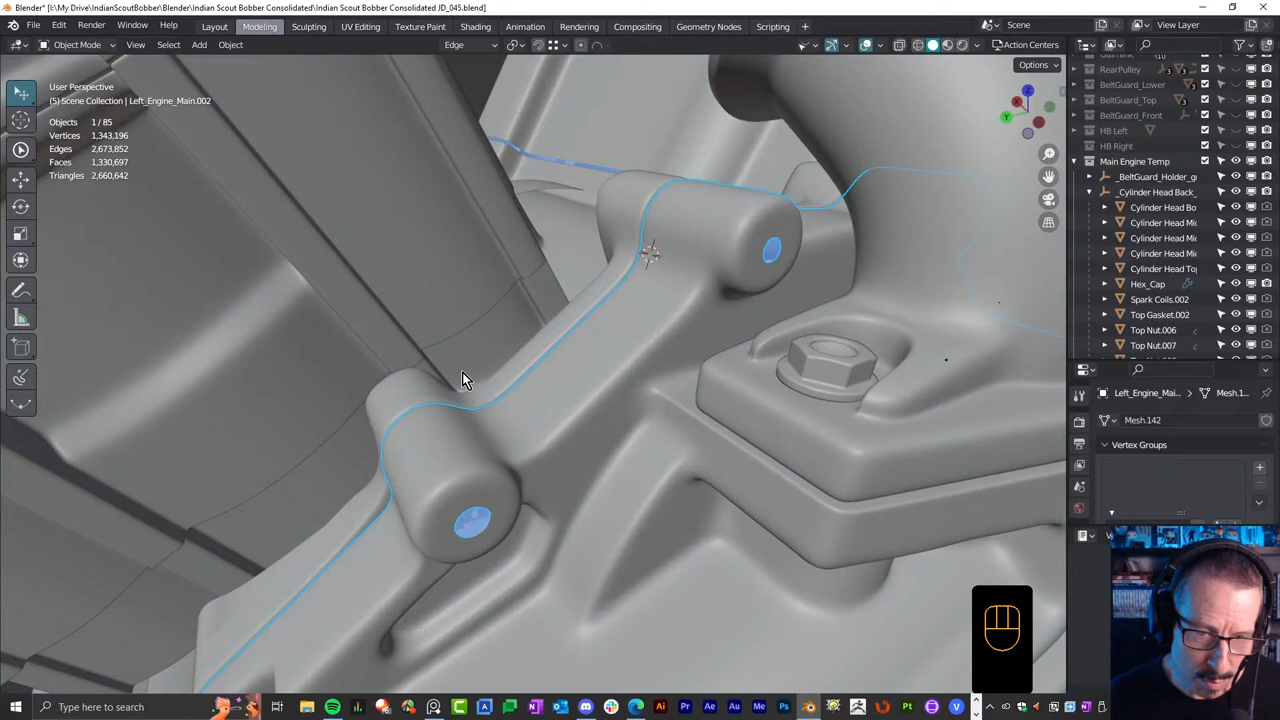 Blender* [I:\My Drive\IndianScoutBobber\Blender\Indian Scout Bobber Consolidated\Indian Scout Bobber Consolidated JD_045.blend]
File Edit Render Window Help Layout Modeling Sculpting UV Editing Texture Paint Shading Animation Rendering Compositing Geometry Nodes Scripting + Scene View Layer
Object Mode View Select Add Object Edge Action Centers
Options
User Perspective
(5) Scene Collection | Left_Engine_Main.002
Objects 1 / 85
Vertices 1,343,196
Edges 2,673,852
Faces 1,330,697
Triangles 2,660,642
Z
X
Y
RearPulley
BeltGuard_Lower
BeltGuard_Top
BeltGuard_Front
HB Left
HB Right
Main Engine Temp
_BeltGuard_Holder_g
_Cylinder Head Back_
Cylinder Head Bo
Cylinder Head Mi
Cylinder Head Mi
Cylinder Head Mi
Cylinder Head To
Hex_Cap
Spark Coils.002
Top Gasket.002
Top Nut.006
Top Nut.007
Left_Engine_Mai... Mesh.1...
Mesh.142
Vertex Groups
Type here to search